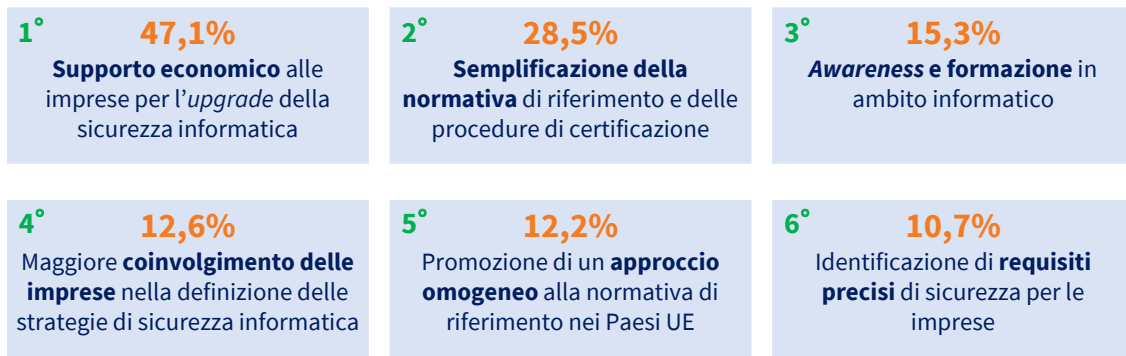 1° 47,1%
Supporto economico alle
imprese per l'upgrade della
sicurezza informatica
2° 28,5%
Semplificazione della
normativa di riferimento e delle
procedure di certificazione
3° 15,3%
Awareness e formazione in
ambito informatico
4° 12,6%
Maggiore coinvolgimento delle
imprese nella definizione delle
strategie di sicurezza informatica
5° 12,2%
Promozione di un approccio
omogeneo alla normativa di
riferimento nei Paesi UE
6° 10,7%
Identificazione di requisiti
precisi di sicurezza per le
imprese